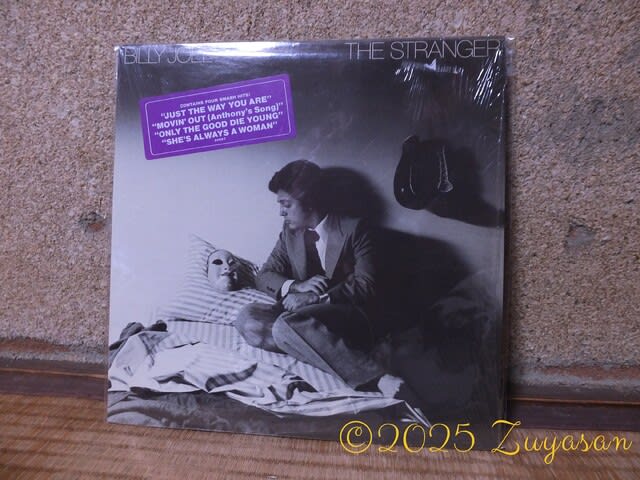 BILLY JOEL
THE STRANGER
CONTAINS FOUR SMASH HITS!
"JUST THE WAY YOU ARE"
"MOVIN' OUT (Anthony's Song)"
"ONLY THE GOOD DIE YOUNG"
"SHE'S ALWAYS A WOMAN"
©2025 Zuyasan